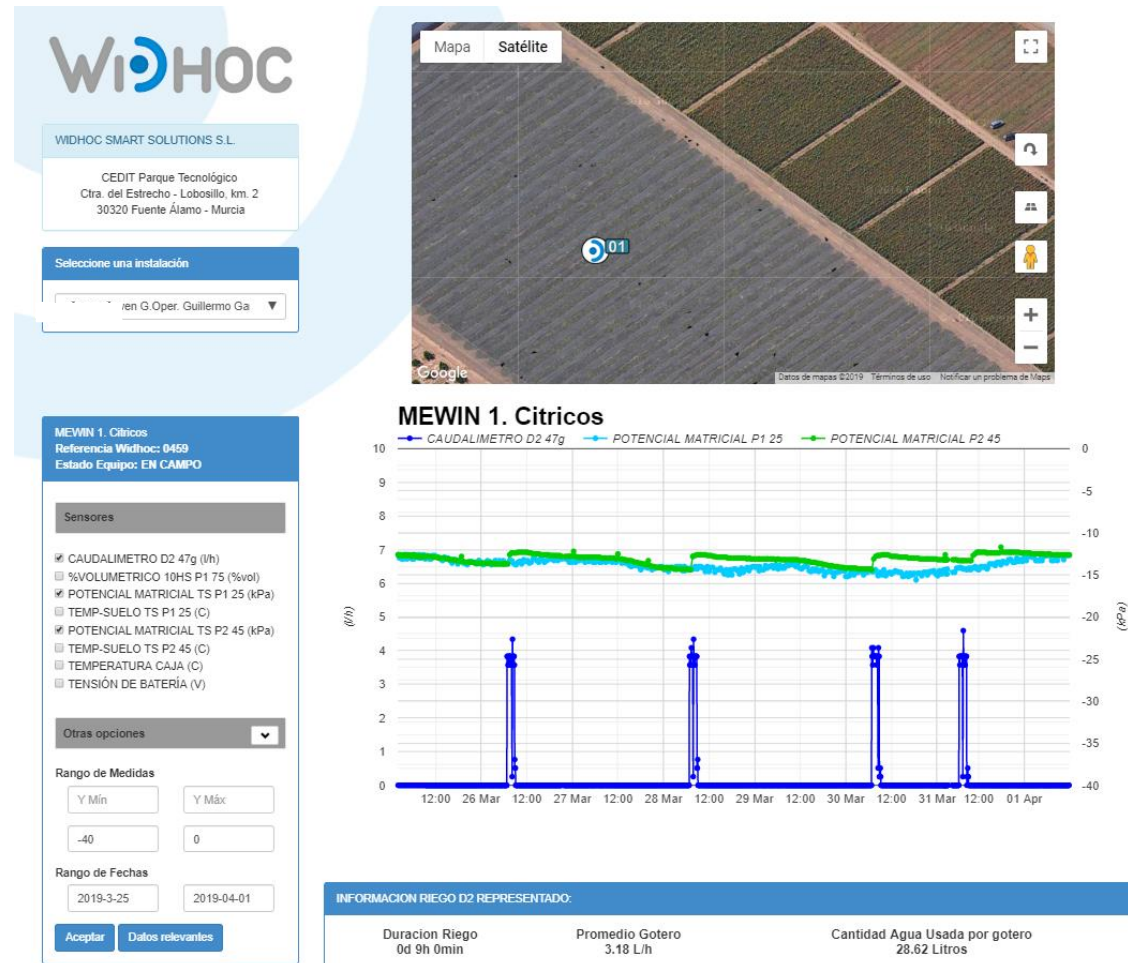 WIDHOC
WIDHOC SMART SOLUTIONS S.L.
CEDIT Parque Tecnológico
Ctra. del Estrecho - Lobosillo, km. 2
30320 Fuente Álamo - Murcia
Seleccione una instalación
ven G.Oper. Guillermo Ga
Mapa Satélite
01
Google
Datos de mapas ©2019 Términos de uso Notificar un problema de Maps
MEWIN 1. Citricos
Referencia Widhoc: 0459
Estado Equipo: EN CAMPO
Sensores
CAUDALIMETRO D2 47g (l/h)
%VOLUMETRICO 10HS P1 75 (%vol)
POTENCIAL MATRICIAL TS P1 25 (kPa)
TEMP-SUELO TS P1 25 (C)
POTENCIAL MATRICIAL TS P2 45 (kPa)
TEMP-SUELO TS P2 45 (C)
TEMPERATURA CAJA (C)
TENSIÓN DE BATERÍA (V)
Otras opciones
Rango de Medidas
Y Mín Y Máx
-40 0
Rango de Fechas
2019-3-25 2019-04-01
Aceptar Datos relevantes
MEWIN 1. Citricos
CAUDALIMETRO D2 47g POTENCIAL MATRICIAL P1 25 POTENCIAL MATRICIAL P2 45
10 0
9
-5
8
-10
7
-15
6
5 -20
(l/h) (kPa)
4
-25
3
-30
2
-35
1
0 -40
12:00 26 Mar 12:00 27 Mar 12:00 28 Mar 12:00 29 Mar 12:00 30 Mar 12:00 31 Mar 12:00 01 Apr
INFORMACION RIEGO D2 REPRESENTADO:
Duracion Riego Promedio Gotero Cantidad Agua Usada por gotero
0d 9h 0min 3.18 L/h 28.62 Litros